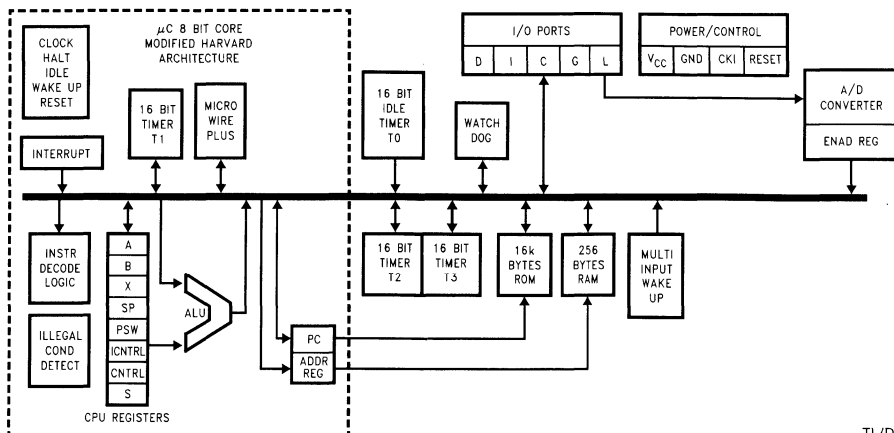 µC 8 BIT CORE
MODIFIED HARVARD
ARCHITECTURE
CLOCK
HALT
IDLE
WAKE UP
RESET
INTERRUPT
16 BIT
TIMER
T1
MICRO
WIRE
PLUS
16 BIT
IDLE
TIMER
T0
WATCH
DOG
I/O PORTS
D I C G L
POWER/CONTROL
VCC GND CKI RESET
A/D
CONVERTER
ENAD REG
INSTR
DECODE
LOGIC
ILLEGAL
COND
DETECT
A
B
X
SP
PSW
ICNTRL
CNTRL
S
CPU REGISTERS
ALU
PC
ADDR
REG
16 BIT
TIMER
T2
16 BIT
TIMER
T3
16k
BYTES
ROM
256
BYTES
RAM
MULTI
INPUT
WAKE
UP